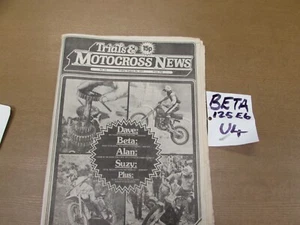 Trials &
15p
MOTOCROSS NEWS
Dave:
Beta:
Alan:
Suzy:
Plus:
BETA
.125 E6
U4